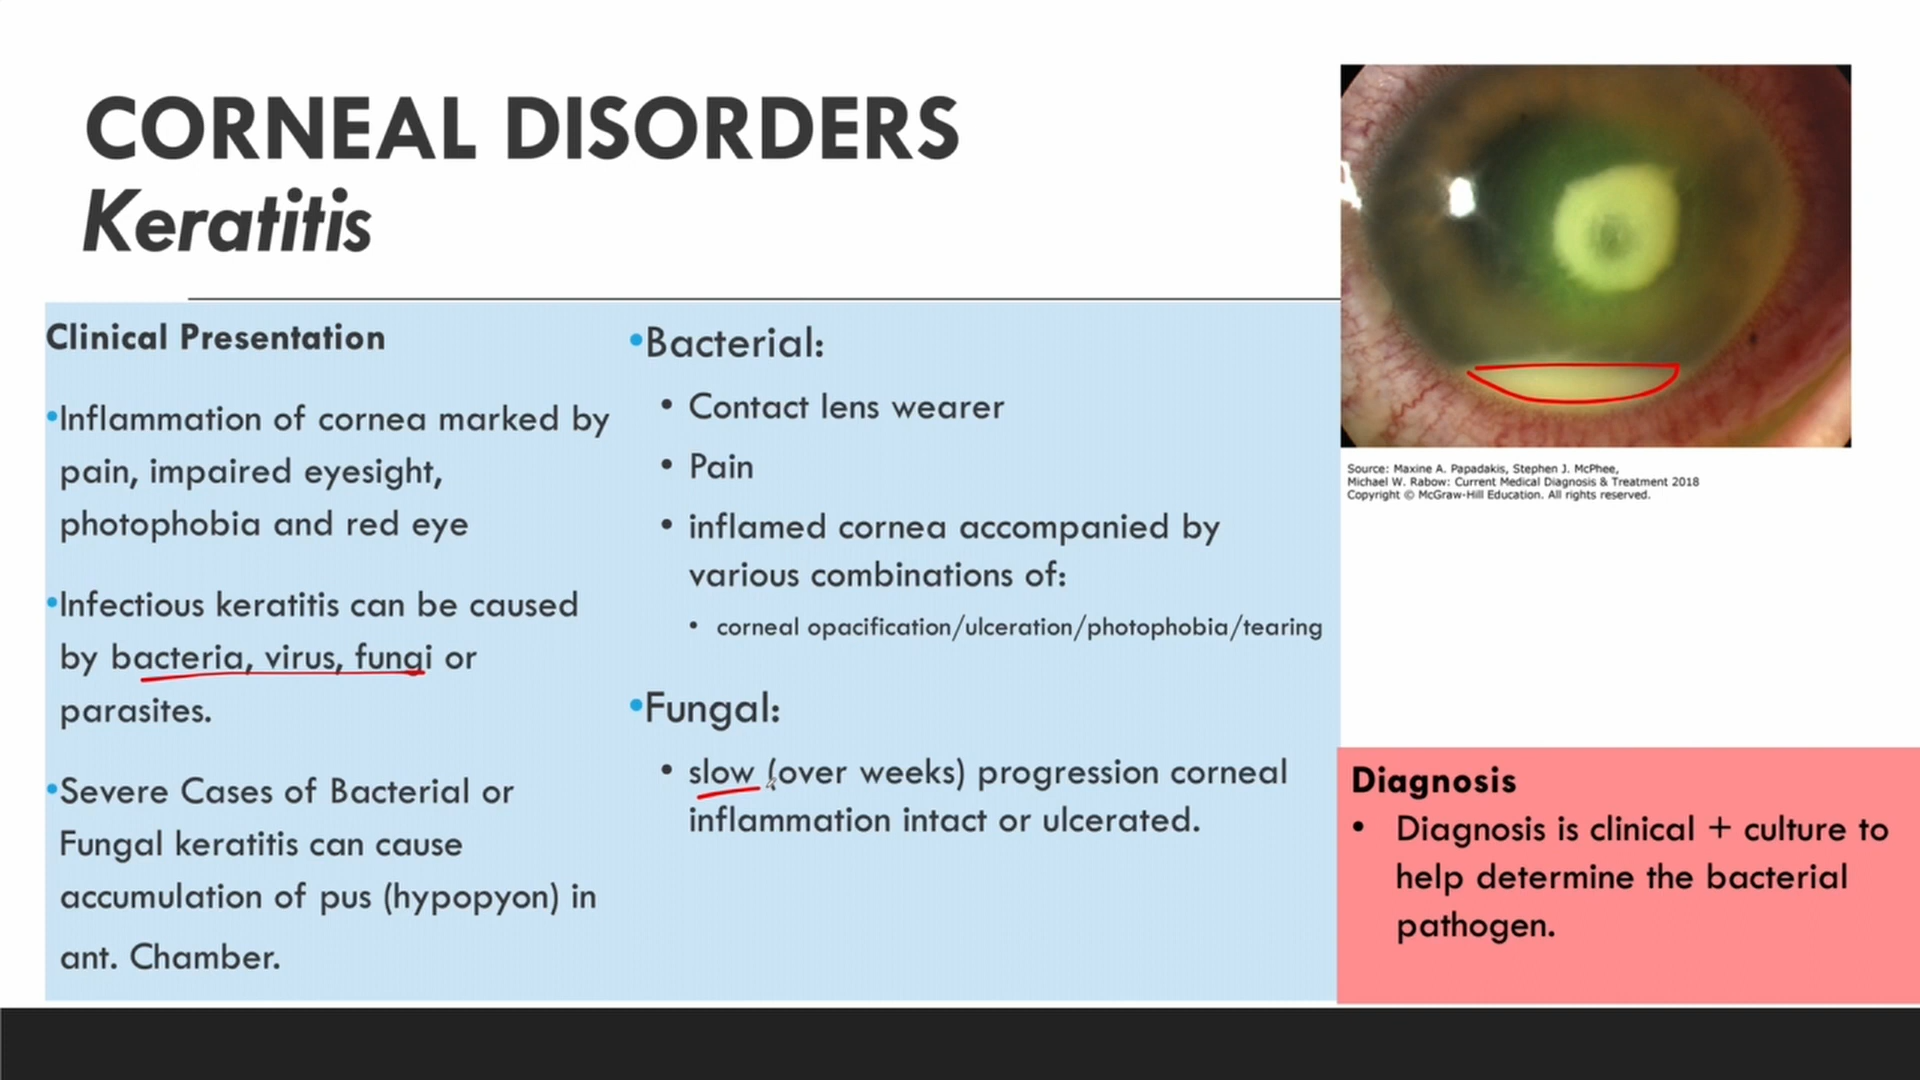 CORNEAL DISORDERS
Keratitis
Clinical Presentation
•Inflammation of cornea marked by
pain, impaired eyesight,
photophobia and red eye
•Infectious keratitis can be caused
by bacteria, virus, fungi or
parasites.
•Severe Cases of Bacterial or
Fungal keratitis can cause
accumulation of pus (hypopyon) in
ant. Chamber.
•Bacterial:
• Contact lens wearer
• Pain
• inflamed cornea accompanied by
various combinations of:
• corneal opacification/ulceration/photophobia/tearing
•Fungal:
• slow (over weeks) progression corneal
inflammation intact or ulcerated.
Source: Maxine A. Papadakis, Stephen J. McPhee,
Michael W. Rabow: Current Medical Diagnosis & Treatment 2018
Copyright © McGraw-Hill Education. All rights reserved.
Diagnosis
• Diagnosis is clinical + culture to
help determine the bacterial
pathogen.